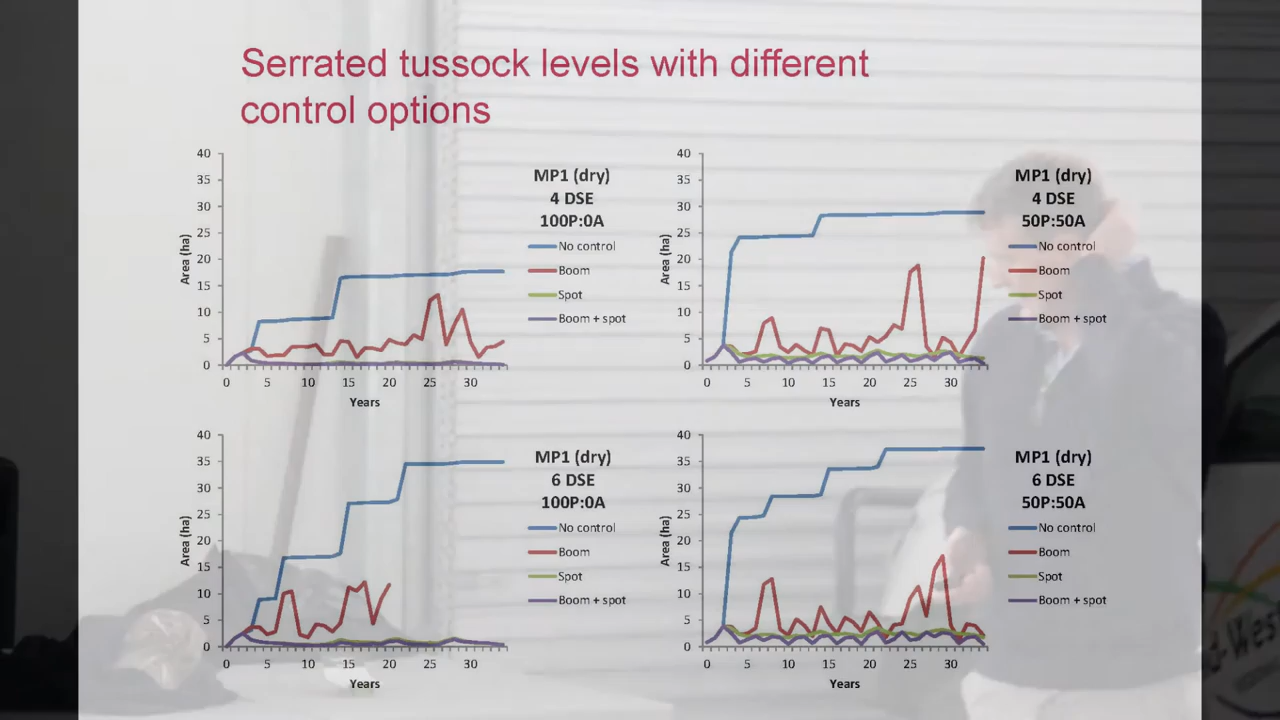 Serrated tussock levels with different
control options
40
35
30
25
20
15
10
5
0
Area (ha)
0 5 10 15 20 25 30
Years
MP1 (dry)
4 DSE
100P:0A
No control
Boom
Spot
Boom + spot
40
35
30
25
20
15
10
5
0
Area (ha)
0 5 10 15 20 25 30
Years
MP1 (dry)
4 DSE
50P:50A
No control
Boom
Spot
Boom + spot
40
35
30
25
20
15
10
5
0
Area (ha)
0 5 10 15 20 25 30
Years
MP1 (dry)
6 DSE
100P:0A
No control
Boom
Spot
Boom + spot
40
35
30
25
20
15
10
5
0
Area (ha)
0 5 10 15 20 25 30
Years
MP1 (dry)
6 DSE
50P:50A
No control
Boom
Spot
Boom + spot